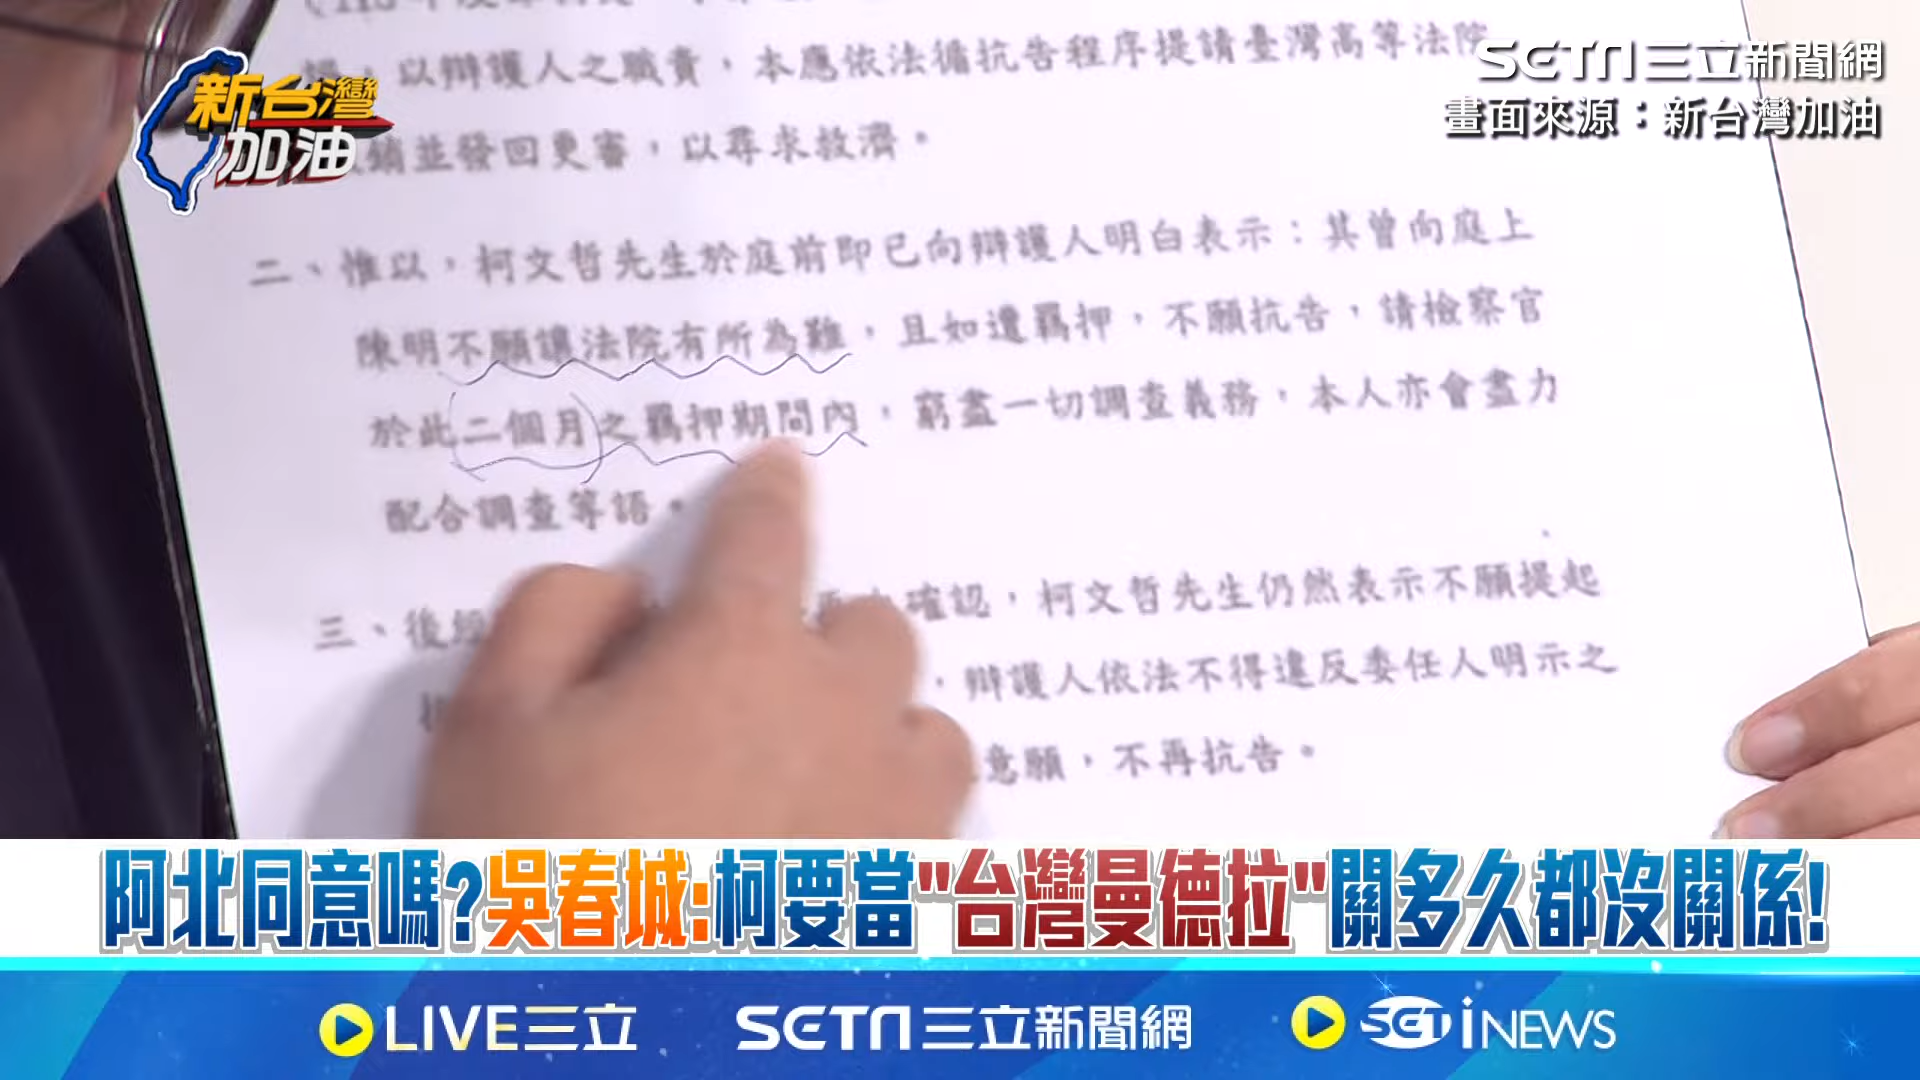 SETN三立新聞網
畫面來源：新台灣加油
新台灣
加油
，以辯護人之職責，本應依法循抗告程序提請臺灣高等法院
銷並發回更審，以尋求救濟。
二、惟以，柯文哲先生於庭前即已向辯護人明白表示：其曾向庭上
陳明不願讓法院有所為難，且如遭羈押，不願抗告，請檢察官
於此二個月之羈押期間內，窮盡一切調查義務，本人亦會盡力
配合調查等語。
三、後經 確認，柯文哲先生仍然表示不願提起
，辯護人依法不得違反委任人明示之
意願，不再抗告。
阿北同意嗎?吳春城:柯要當"台灣曼德拉"關多久都沒關係!
LIVE三立 SETN三立新聞網 SET iNEWS